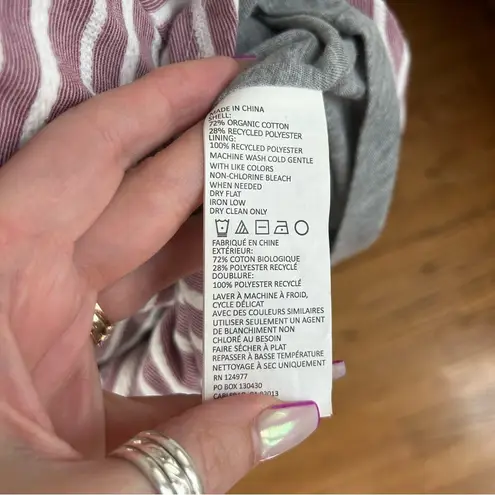 MADE IN CHINA
SHELL:
72% ORGANIC COTTON
28% RECYCLED POLYESTER
LINING:
100% RECYCLED POLYESTER
MACHINE WASH COLD GENTLE
WITH LIKE COLORS
NON-CHLORINE BLEACH
WHEN NEEDED
DRY FLAT
IRON LOW
DRY CLEAN ONLY
FABRIQUÉ EN CHINE
EXTÉRIEUR:
72% COTON BIOLOGIQUE
28% POLYESTER RECYCLÉ
DOUBLURE:
100% POLYESTER RECYCLÉ
LAVER À MACHINE À FROID,
CYCLE DÉLICAT
AVEC DES COULEURS SIMILAIRES
UTILISER SEULEMENT UN AGENT
DE BLANCHIMENT NON
CHLORÉ AU BESOIN
FAIRE SÉCHER À PLAT
REPASSER À BASSE TEMPÉRATURE
NETTOYER À SEC UNIQUEMENT
RN 124977
PO BOX 130430
92013